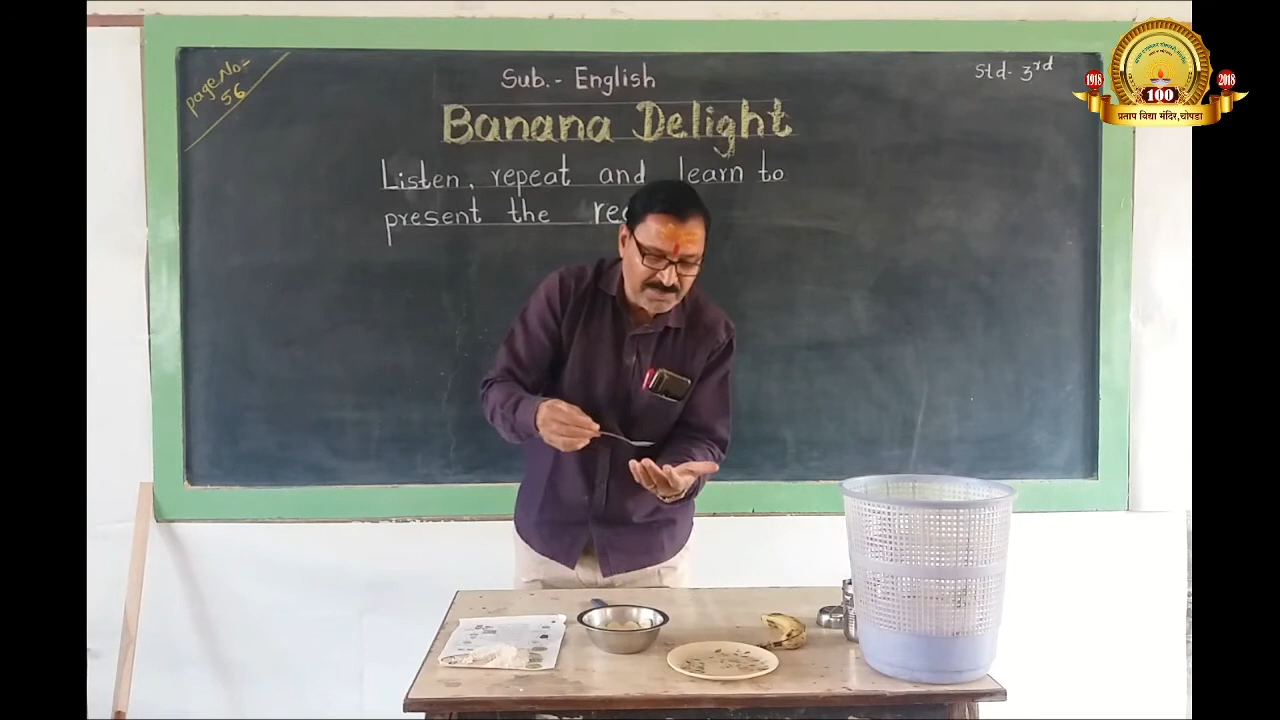 page No-
56
Sub.- English
Std- 3rd
Banana Delight
Listen, repeat and learn to
present the
1918
2018
100
प्रताप विद्या मंदिर, चोपडा